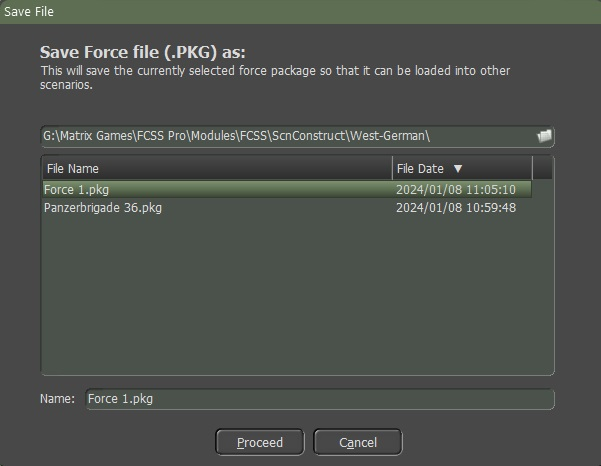 Save File
Save Force file (.PKG) as:
This will save the currently selected force package so that it can be loaded into other
scenarios.
G:\Matrix Games\FCSS Pro\Modules\FCSS\ScnConstruct\West-German\
File Name File Date ▼
Force 1.pkg 2024/01/08 11:05:10
Panzerbrigade 36.pkg 2024/01/08 10:59:48
Name: Force 1.pkg
Proceed Cancel